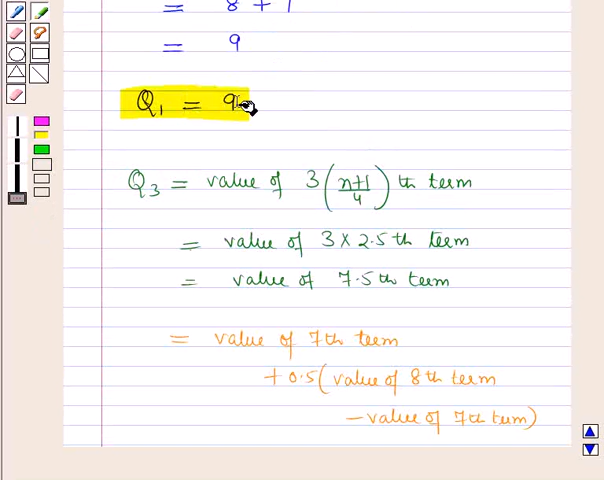 = 8 + 1
= 9
Q₁ = 9
Q₃ = value of 3 (n+1/4) th term
= value of 3 × 2.5 th term
= value of 7.5 th term
= value of 7th term
+ 0.5 (value of 8 th term
- value of 7th term)